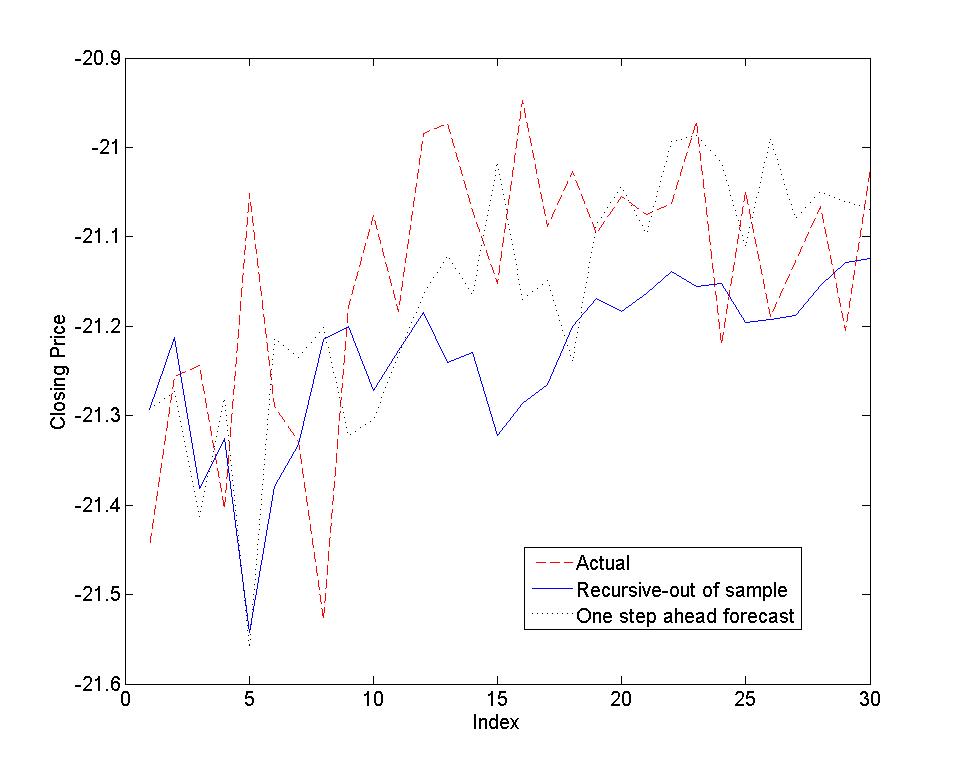 -20.9
-21
-21.1
-21.2
-21.3
-21.4
-21.5
-21.6
Closing Price
0 5 10 15 20 25 30
Index
Actual
Recursive-out of sample
One step ahead forecast